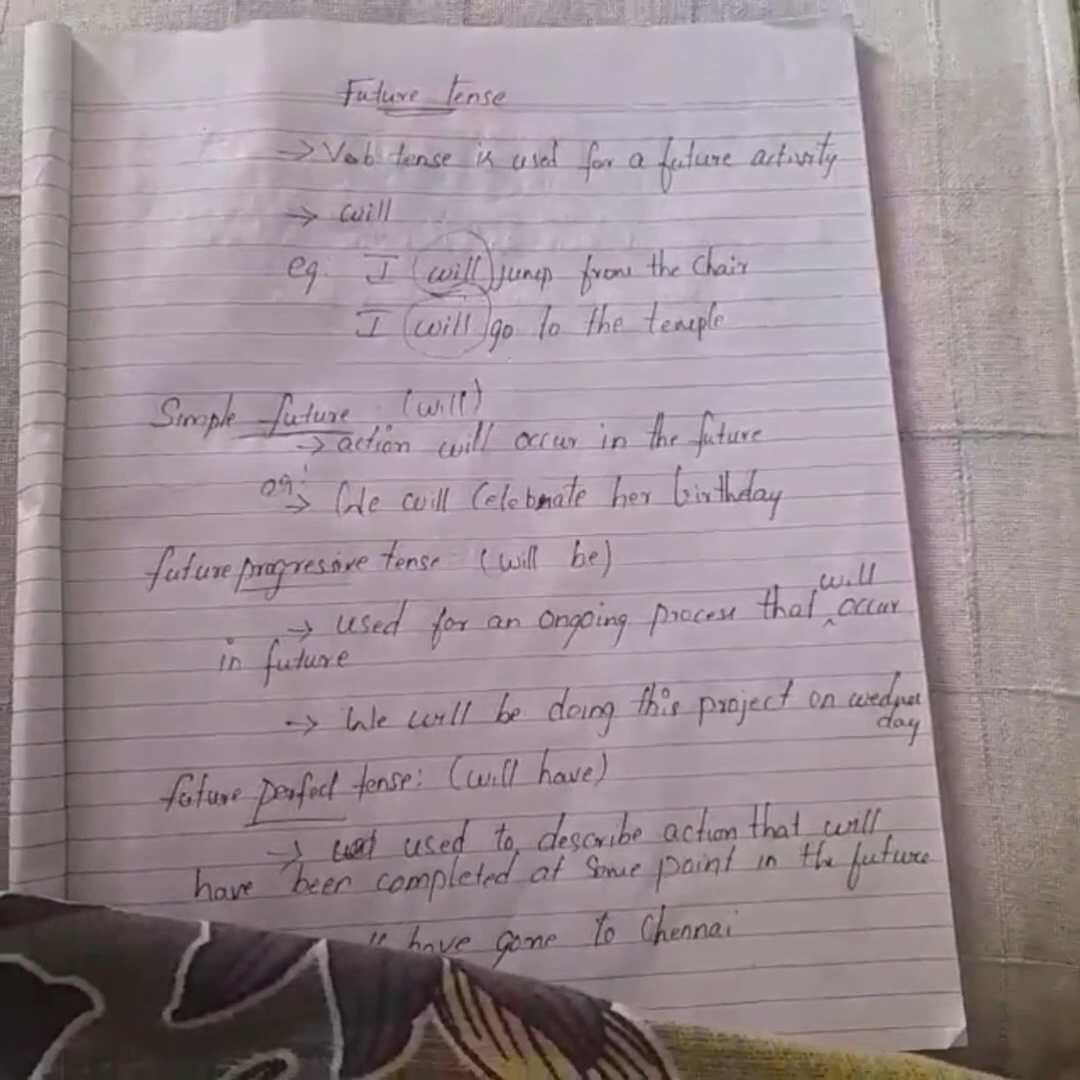 Future tense
→ Verb tense is used for a future activity
→ will
eg: I will jump from the Chair
I will go to the temple
Simple future (will)
→ action will occur in the future
eg: → We will Celebrate her birthday
future progresive tense (will be)
→ used for an ongoing process that will occur
in future
→ We will be doing this project on wednes
day
future perfect tense: (will have)
→ used to describe action that will
have been completed at Some point in the future
have gone to Chennai